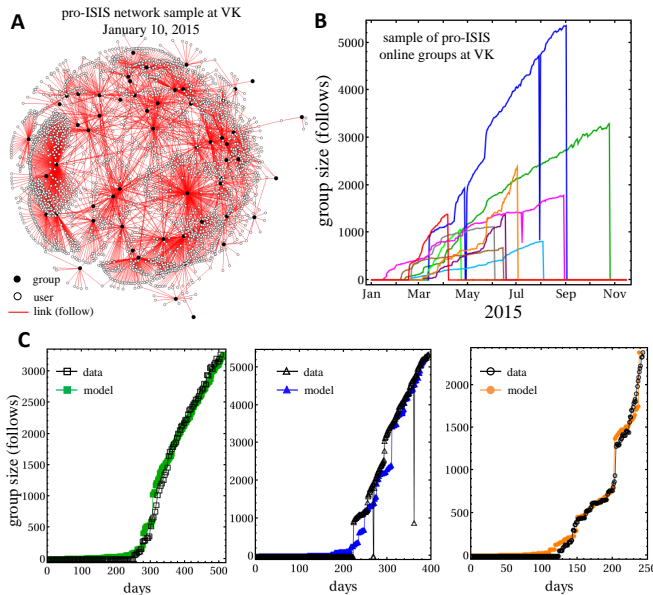 A
pro-ISIS network sample at VK
January 10, 2015
group
user
link (follow)
B
sample of pro-ISIS
online groups at VK
group size (follows)
5000
4000
3000
2000
1000
0
Jan
Mar
May
Jul
Sep
Nov
2015
C
data
model
group size (follows)
3000
2500
2000
1500
1000
500
0
0
100
200
300
400
500
days
data
model
5000
4000
3000
2000
1000
0
0
100
200
300
400
days
data
model
2000
1500
1000
500
0
0
50
100
150
200
250
days